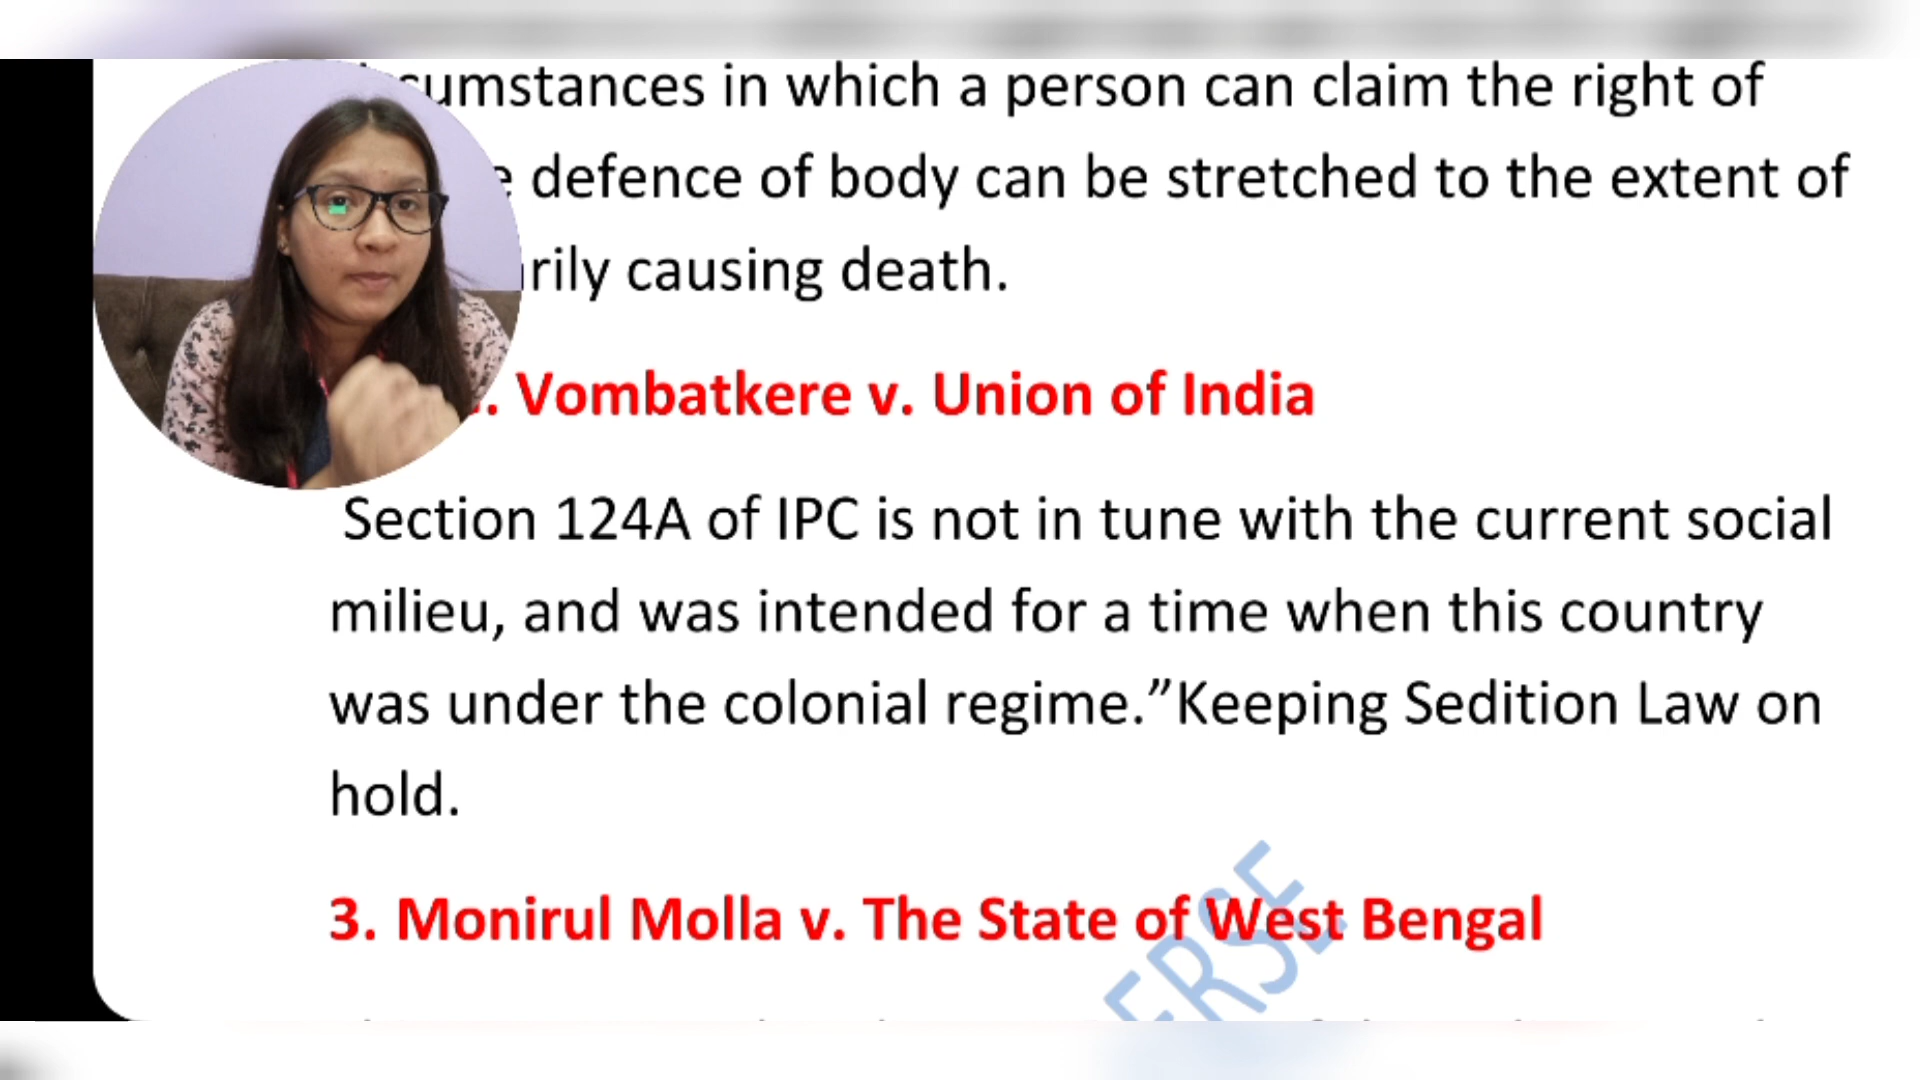 in which a person can claim the right of
defence of body can be stretched to the extent of
causing death.
Vombatkere v. Union of India
Section 124A of IPC is not in tune with the current social
milieu, and was intended for a time when this country
was under the colonial regime.”Keeping Sedition Law on
hold.
3. Monirul Molla v. The State of West Bengal